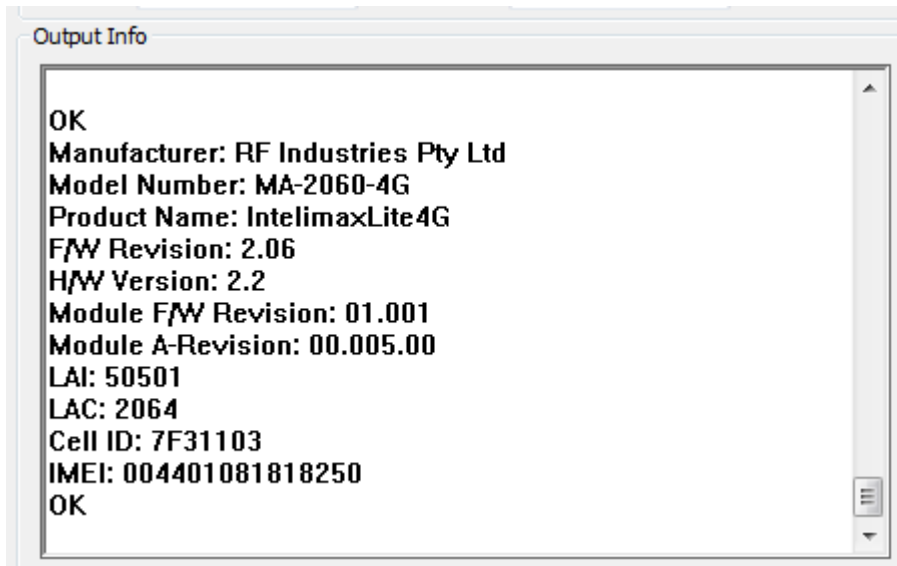 Output Info
OK
Manufacturer: RF Industries Pty Ltd
Model Number: MA-2060-4G
Product Name: IntelimaxLite4G
F/W Revision: 2.06
H/W Version: 2.2
Module F/W Revision: 01.001
Module A-Revision: 00.005.00
LAI: 50501
LAC: 2064
Cell ID: 7F31103
IMEI: 004401081818250
OK